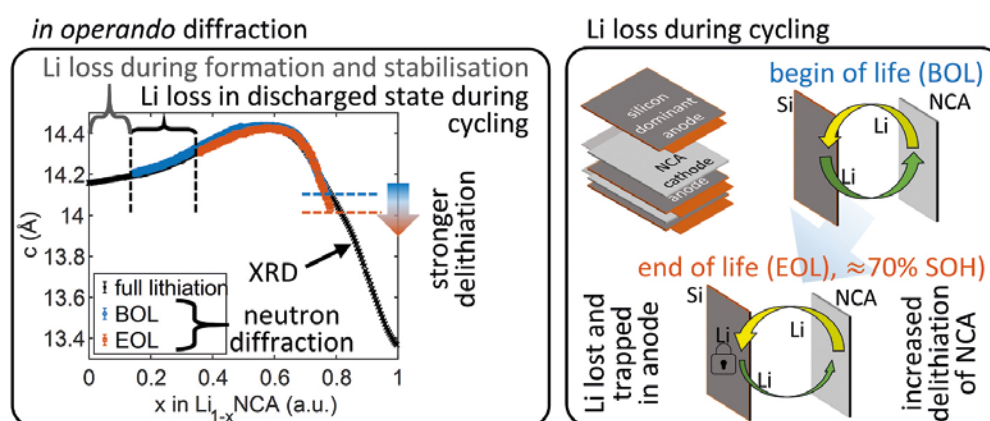 in operando diffraction
Li loss during formation and stabilisation
Li loss in discharged state during
cycling
14.4
14.2
14
13.8
13.6
13.4
c (Å)
XRD
full lithiation
BOL
EOL
neutron
diffraction
stronger
delithiation
0
0.2
0.4
0.6
0.8
1
x in Li1-xNCA (a.u.)
Li loss during cycling
begin of life (BOL)
silicon
dominant
anode
NCA
cathode
anode
Si
NCA
Li
Li
end of life (EOL), ≈70% SOH)
Si
NCA
Li lost and
trapped
in anode
Li
Li
Li
increased
delithiation
of NCA